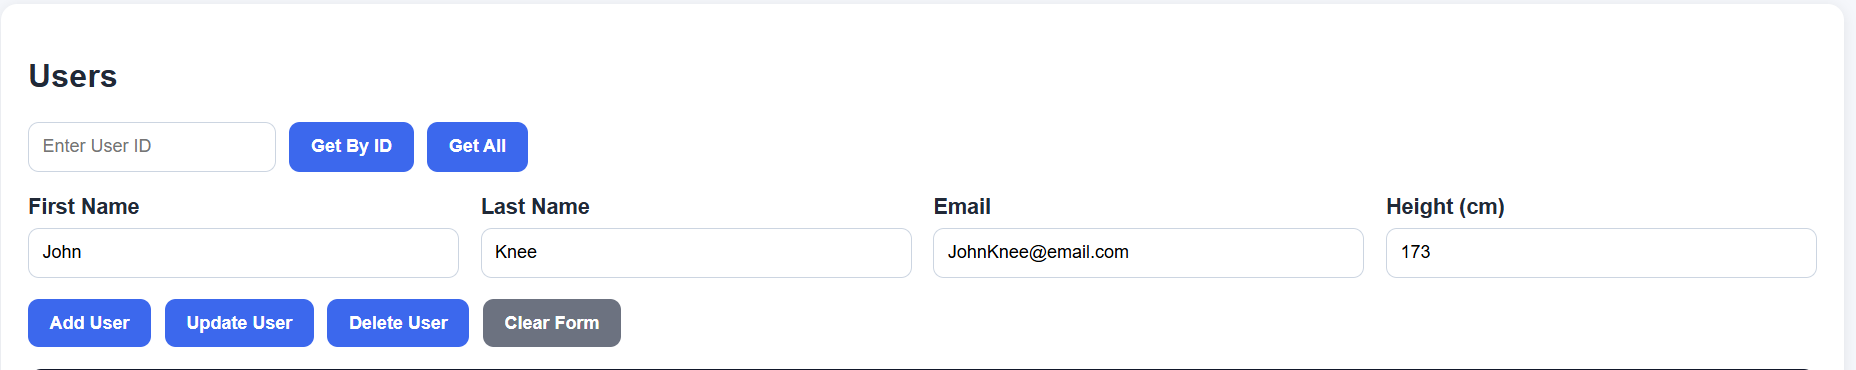 Users
Enter User ID Get By ID Get All
First Name Last Name Email Height (cm)
John Knee JohnKnee@email.com 173
Add User Update User Delete User Clear Form